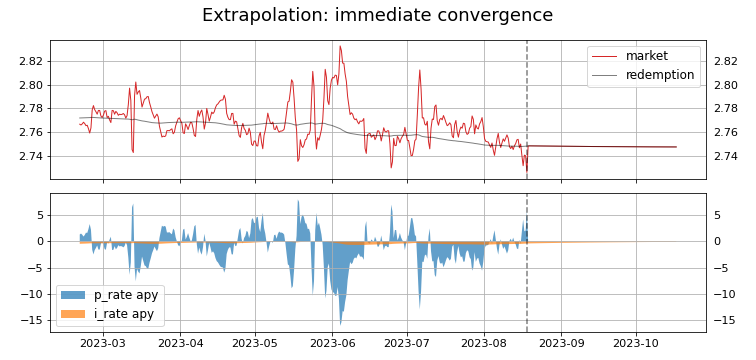 Extrapolation: immediate convergence
2.82 2.82
2.80 2.80
2.78 2.78
2.76 2.76
2.74 2.74
market
redemption
5 5
0 0
−5 −5
−10 −10
−15 −15
p_rate apy
i_rate apy
2023-03 2023-04 2023-05 2023-06 2023-07 2023-08 2023-09 2023-10